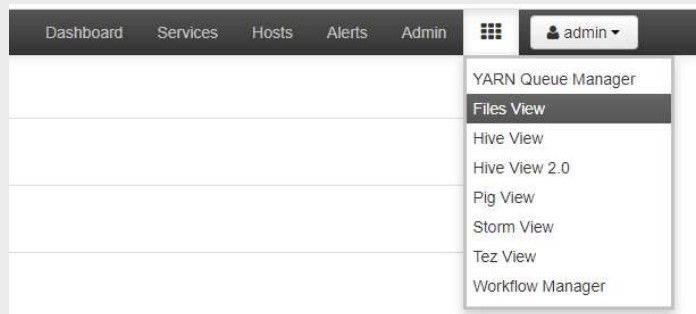 Dashboard Services Hosts Alerts Admin admin
YARN Queue Manager
Files View
Hive View
Hive View 2.0
Pig View
Storm View
Tez View
Workflow Manager